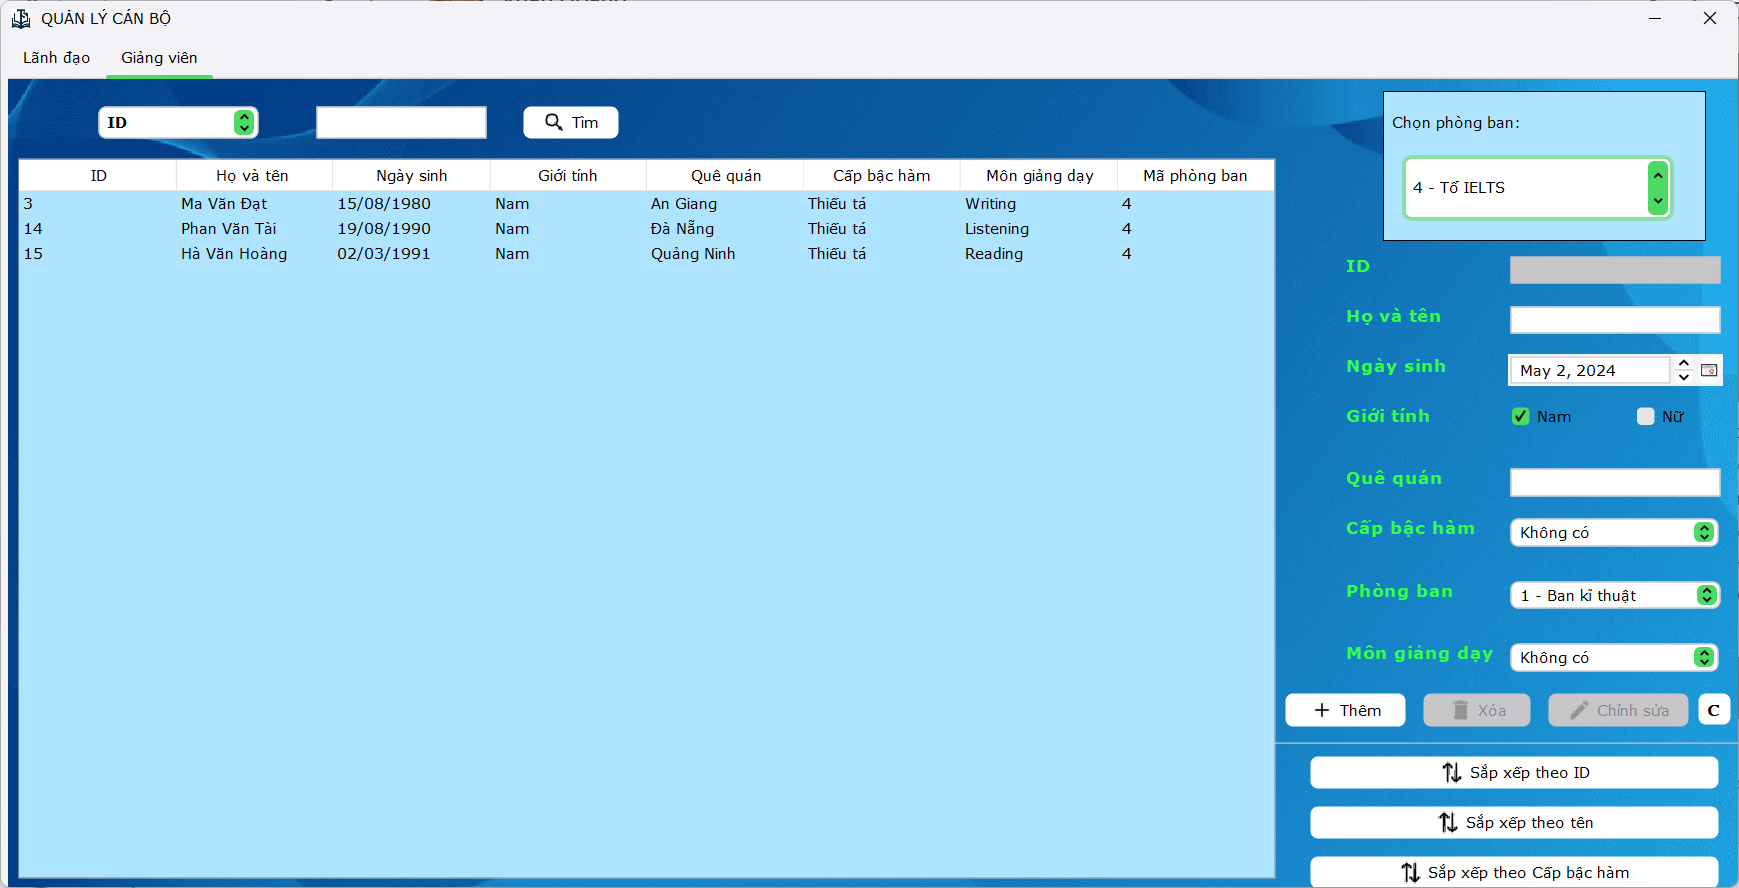 QUẢN LÝ CÁN BỘ
Lãnh đạo Giảng viên
ID Tìm
Chọn phòng ban:
4 - Tổ IELTS
ID Họ và tên Ngày sinh Giới tính Quê quán Cấp bậc hàm Môn giảng dạy Mã phòng ban
3 Ma Văn Đạt 15/08/1980 Nam An Giang Thiếu tá Writing 4
14 Phan Văn Tài 19/08/1990 Nam Đà Nẵng Thiếu tá Listening 4
15 Hà Văn Hoàng 02/03/1991 Nam Quảng Ninh Thiếu tá Reading 4
ID
Họ và tên
Ngày sinh May 2, 2024
Giới tính Nam Nữ
Quê quán
Cấp bậc hàm Không có
Phòng ban 1 - Ban kĩ thuật
Môn giảng dạy Không có
Thêm Xóa Chỉnh sửa C
Sắp xếp theo ID
Sắp xếp theo tên
Sắp xếp theo Cấp bậc hàm